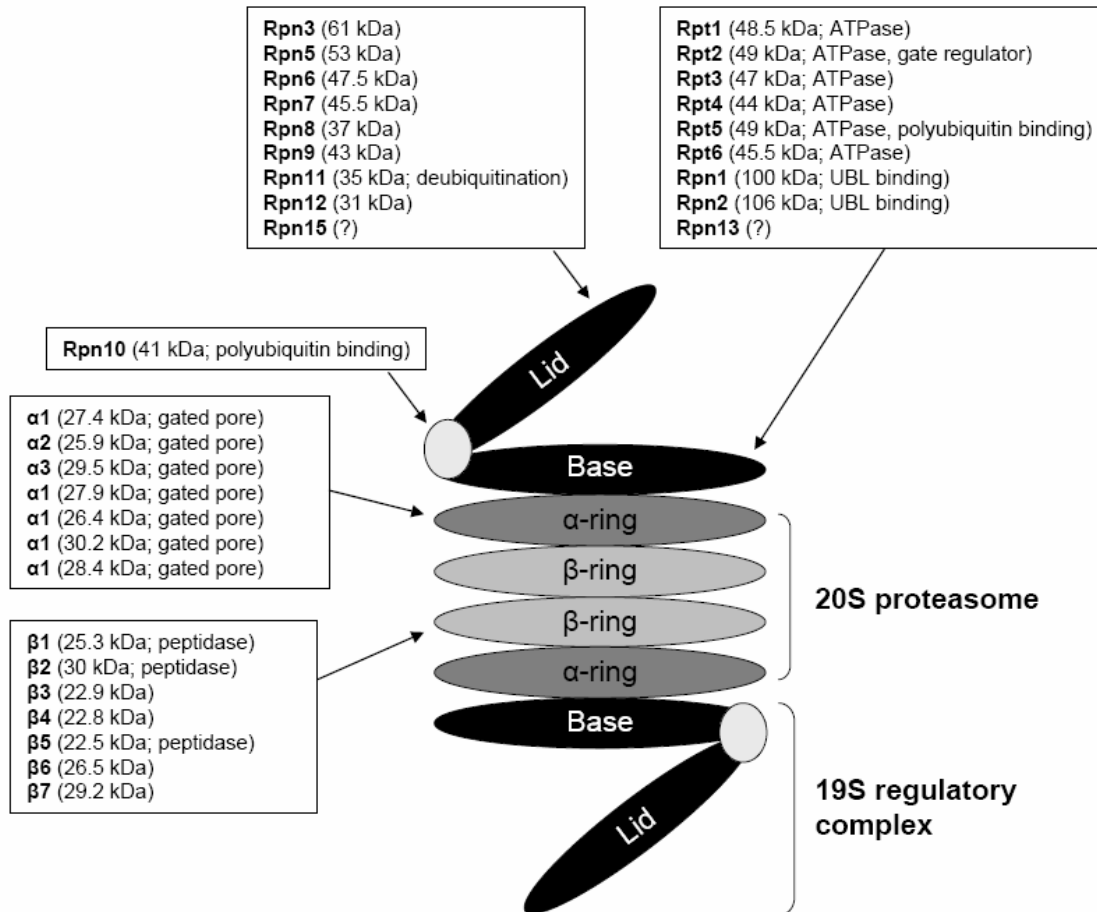 Rpn3 (61 kDa)
Rpn5 (53 kDa)
Rpn6 (47.5 kDa)
Rpn7 (45.5 kDa)
Rpn8 (37 kDa)
Rpn9 (43 kDa)
Rpn11 (35 kDa; deubiquitination)
Rpn12 (31 kDa)
Rpn15 (?)
Rpt1 (48.5 kDa; ATPase)
Rpt2 (49 kDa; ATPase, gate regulator)
Rpt3 (47 kDa; ATPase)
Rpt4 (44 kDa; ATPase)
Rpt5 (49 kDa; ATPase, polyubiquitin binding)
Rpt6 (45.5 kDa; ATPase)
Rpn1 (100 kDa; UBL binding)
Rpn2 (106 kDa; UBL binding)
Rpn13 (?)
Rpn10 (41 kDa; polyubiquitin binding)
Lid
α1 (27.4 kDa; gated pore)
α2 (25.9 kDa; gated pore)
α3 (29.5 kDa; gated pore)
α1 (27.9 kDa; gated pore)
α1 (26.4 kDa; gated pore)
α1 (30.2 kDa; gated pore)
α1 (28.4 kDa; gated pore)
Base
α-ring
β-ring
β-ring
α-ring
Base
Lid
20S proteasome
β1 (25.3 kDa; peptidase)
β2 (30 kDa; peptidase)
β3 (22.9 kDa)
β4 (22.8 kDa)
β5 (22.5 kDa; peptidase)
β6 (26.5 kDa)
β7 (29.2 kDa)
19S regulatory
complex